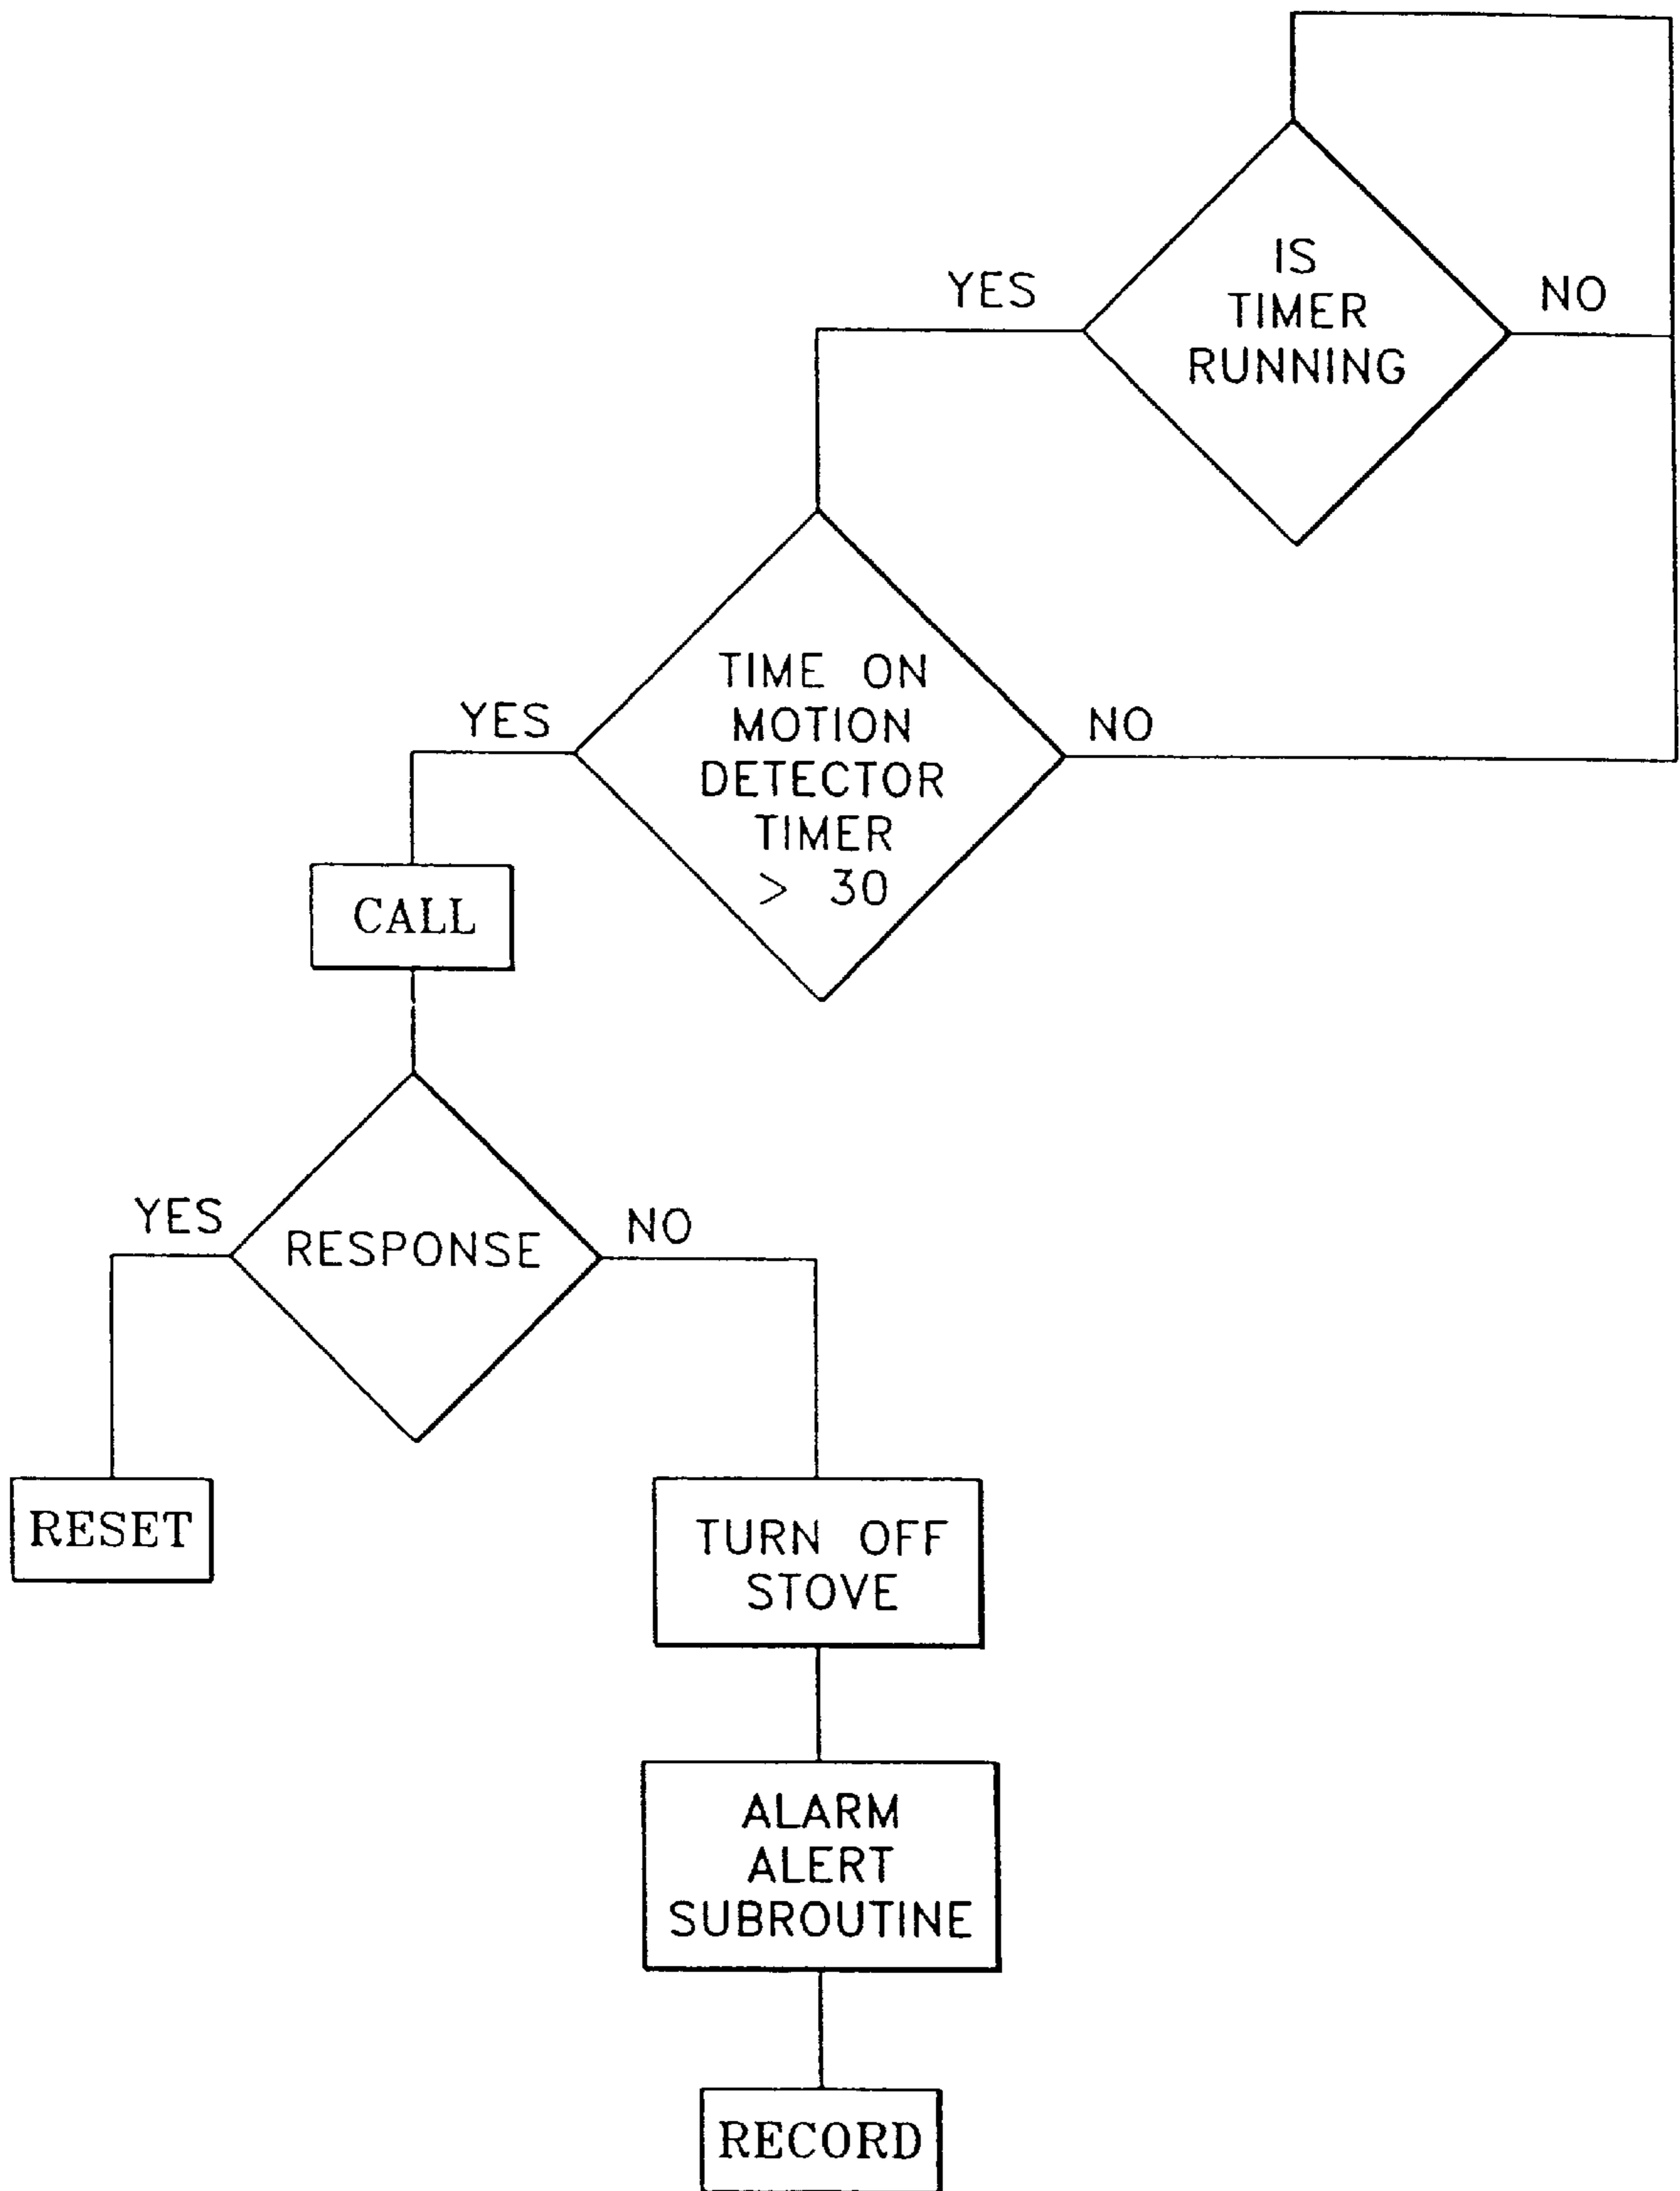 IS
TIMER
RUNNING
YES
NO
TIME ON
MOTION
DETECTOR
TIMER
> 30
YES
NO
CALL
RESPONSE
YES
NO
RESET
TURN OFF
STOVE
ALARM
ALERT
SUBROUTINE
RECORD